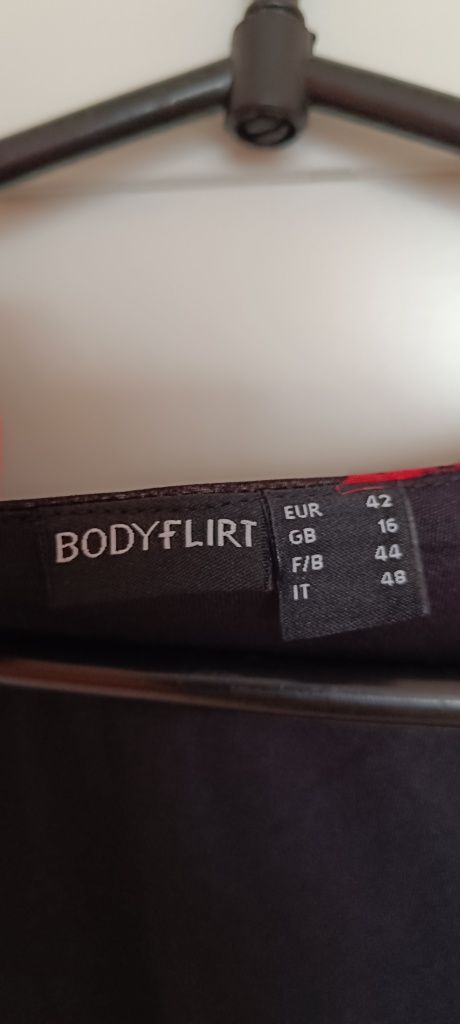 BODYFLIRT
EUR 42
GB 16
F/B 44
IT 48